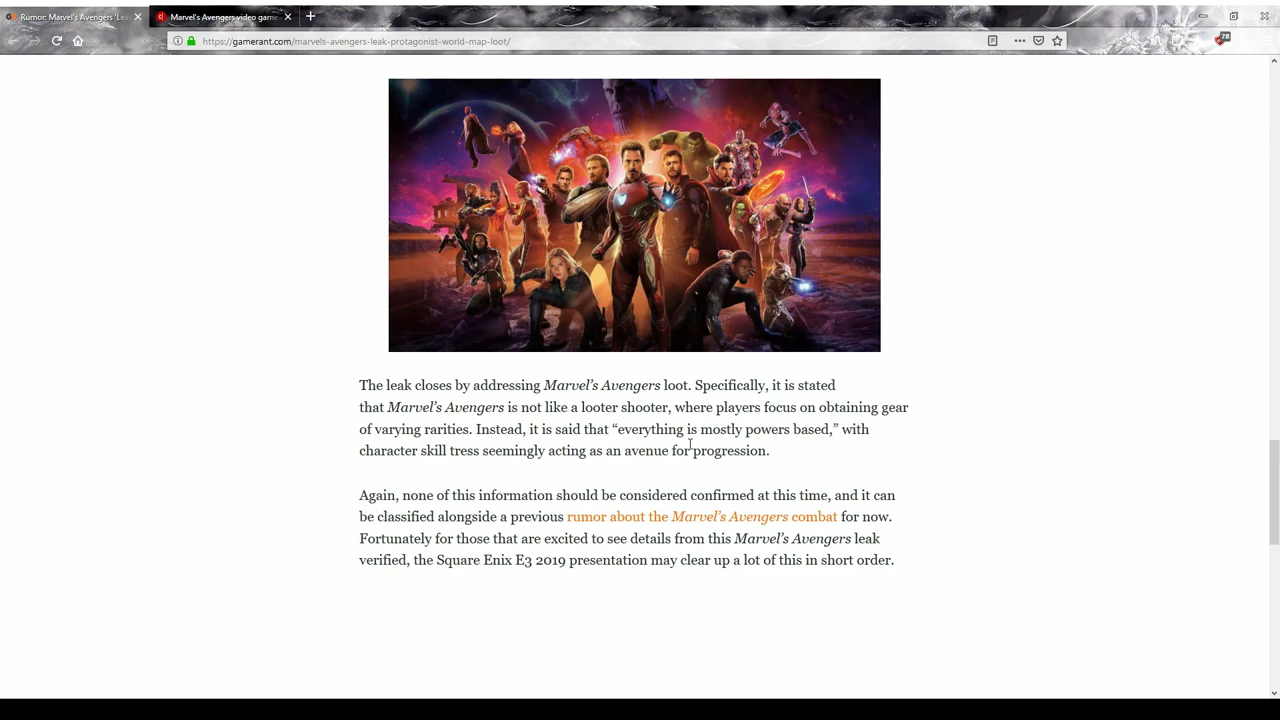 Rumor: Marvel's Avengers 'Lea
Marvel's Avengers video game
https://gamerant.com/marvels-avengers-leak-protagonist-world-map-loot/
78
The leak closes by addressing Marvel's Avengers loot. Specifically, it is stated
that Marvel's Avengers is not like a looter shooter, where players focus on obtaining gear
of varying rarities. Instead, it is said that “everything is mostly powers based,” with
character skill tress seemingly acting as an avenue for progression.
Again, none of this information should be considered confirmed at this time, and it can
be classified alongside a previous rumor about the Marvel's Avengers combat for now.
Fortunately for those that are excited to see details from this Marvel's Avengers leak
verified, the Square Enix E3 2019 presentation may clear up a lot of this in short order.